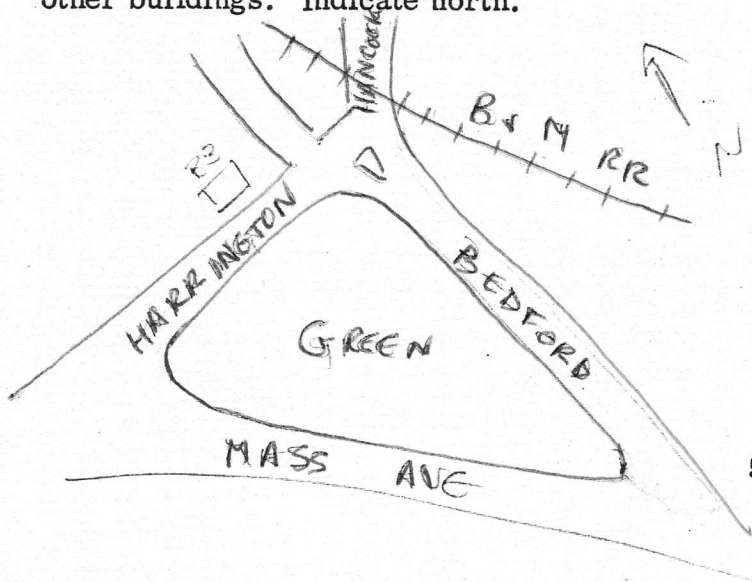 other buildings. Indicate north.
HANCOCK
B & M RR
N
HARRINGTON
BEDFORD
GREEN
MASS AVE